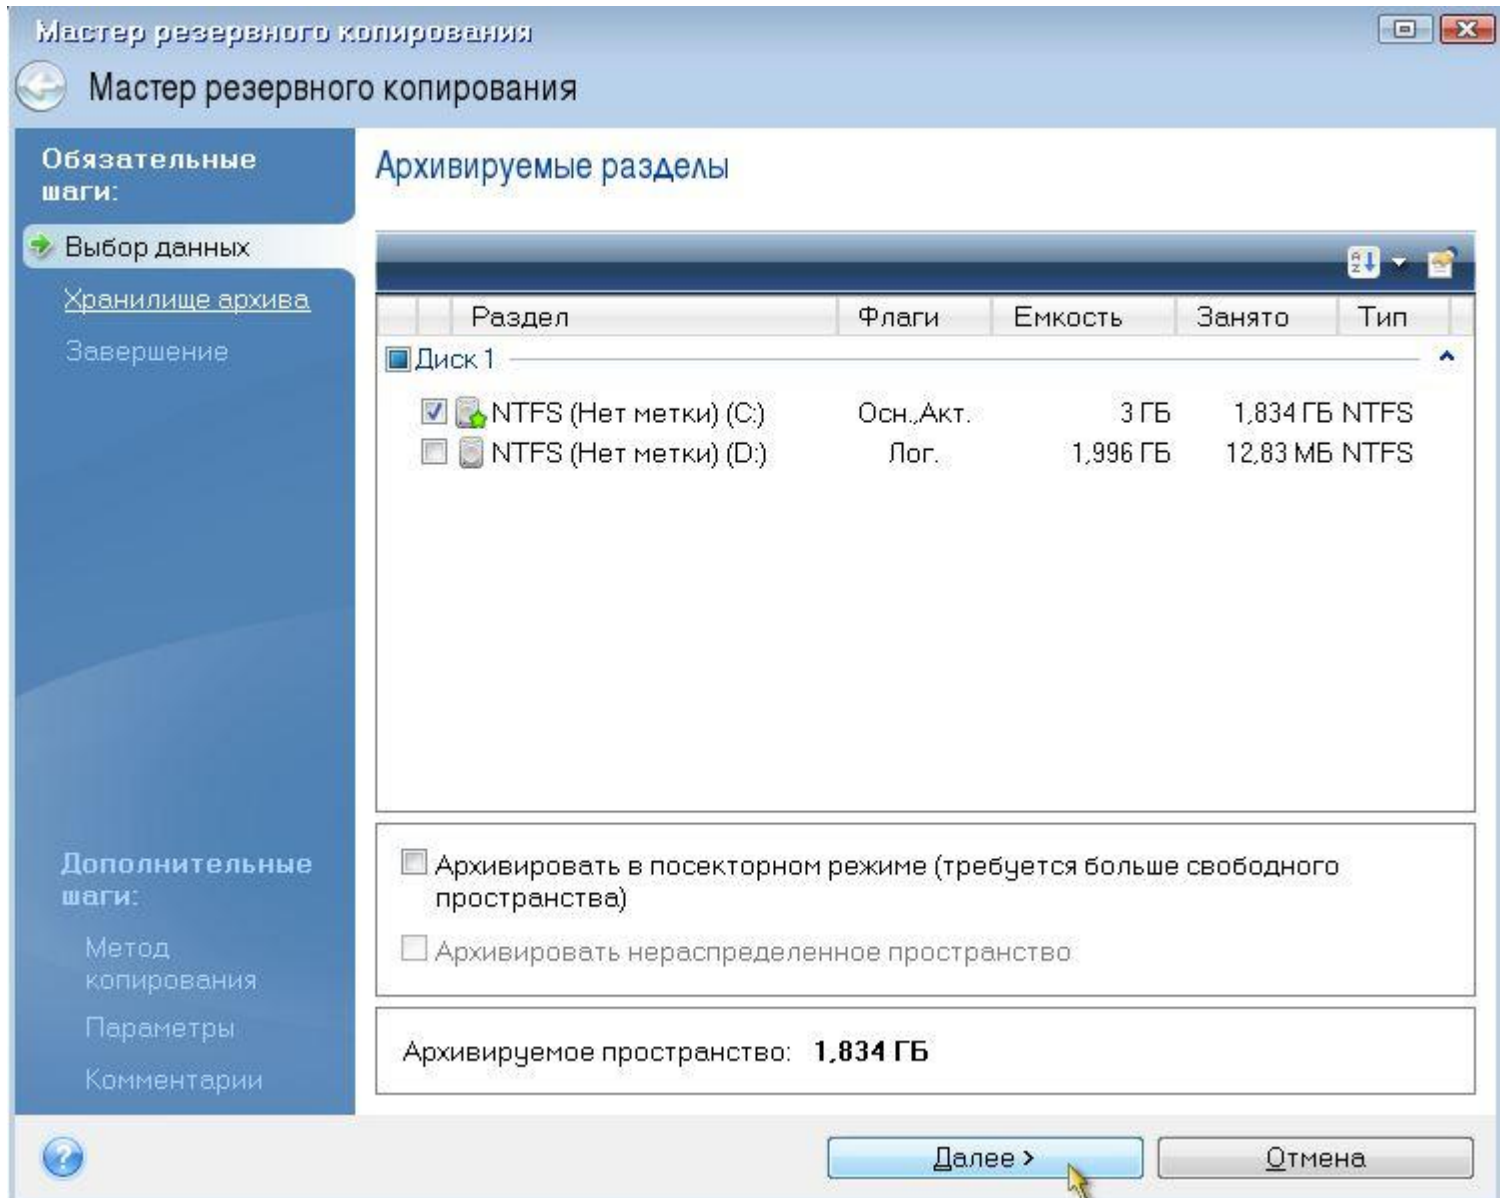 Мастер резервного копирования
Мастер резервного копирования
Обязательные
шаги:
Выбор данных
Хранилище архива
Завершение
Дополнительные
шаги:
Метод
копирования
Параметры
Комментарии
Архивируемые разделы
Раздел Флаги Емкость Занято Тип
Диск 1
NTFS (Нет метки) (C:) Осн.,Акт. 3 ГБ 1,834 ГБ NTFS
NTFS (Нет метки) (D:) Лог. 1,996 ГБ 12,83 МБ NTFS
Архивировать в посекторном режиме (требуется больше свободного
пространства)
Архивировать нераспределенное пространство
Архивируемое пространство: 1,834 ГБ
Далее >
Отмена